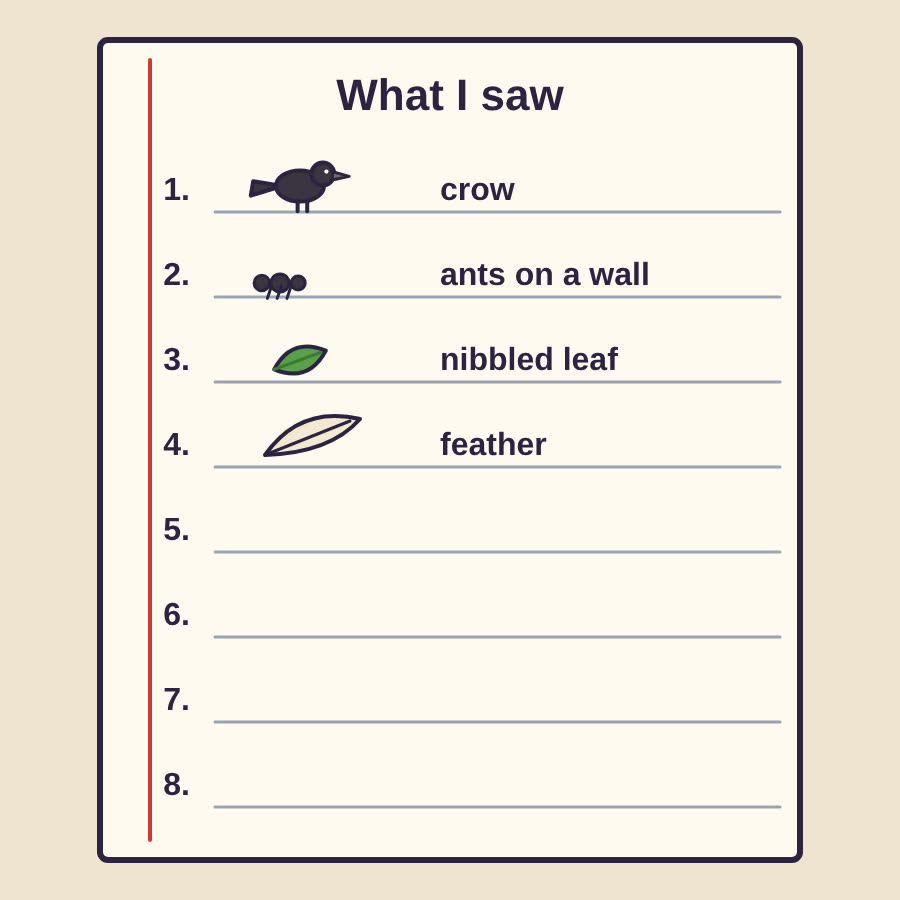 What I saw
1. crow
2. ants on a wall
3. nibbled leaf
4. feather
5.
6.
7.
8.